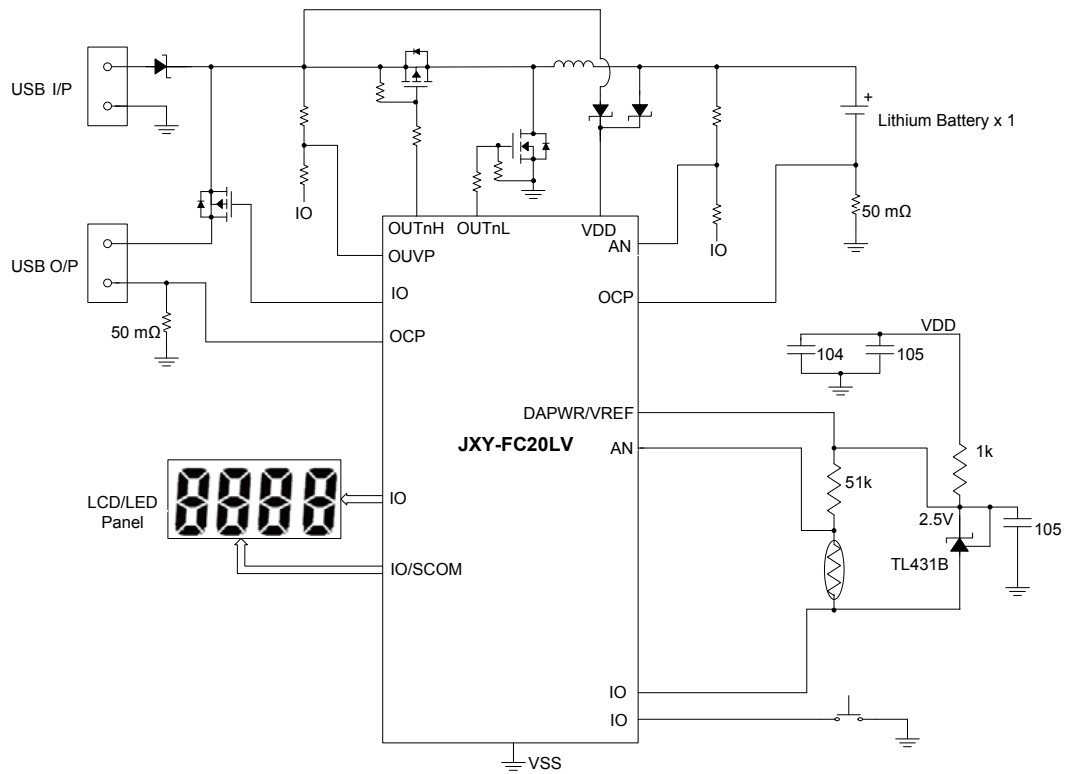 USB I/P
Lithium Battery x 1
+
IO
50 mΩ
OUTnH
OUTnL
VDD
AN
IO
OUVP
USB O/P
IO
OCP
OCP
50 mΩ
VDD
104
105
DAPWR/VREF
JXY-FC20LV
AN
1k
51k
LCD/LED
Panel
8888
IO
2.5V
105
TL431B
IO/SCOM
IO
IO
VSS